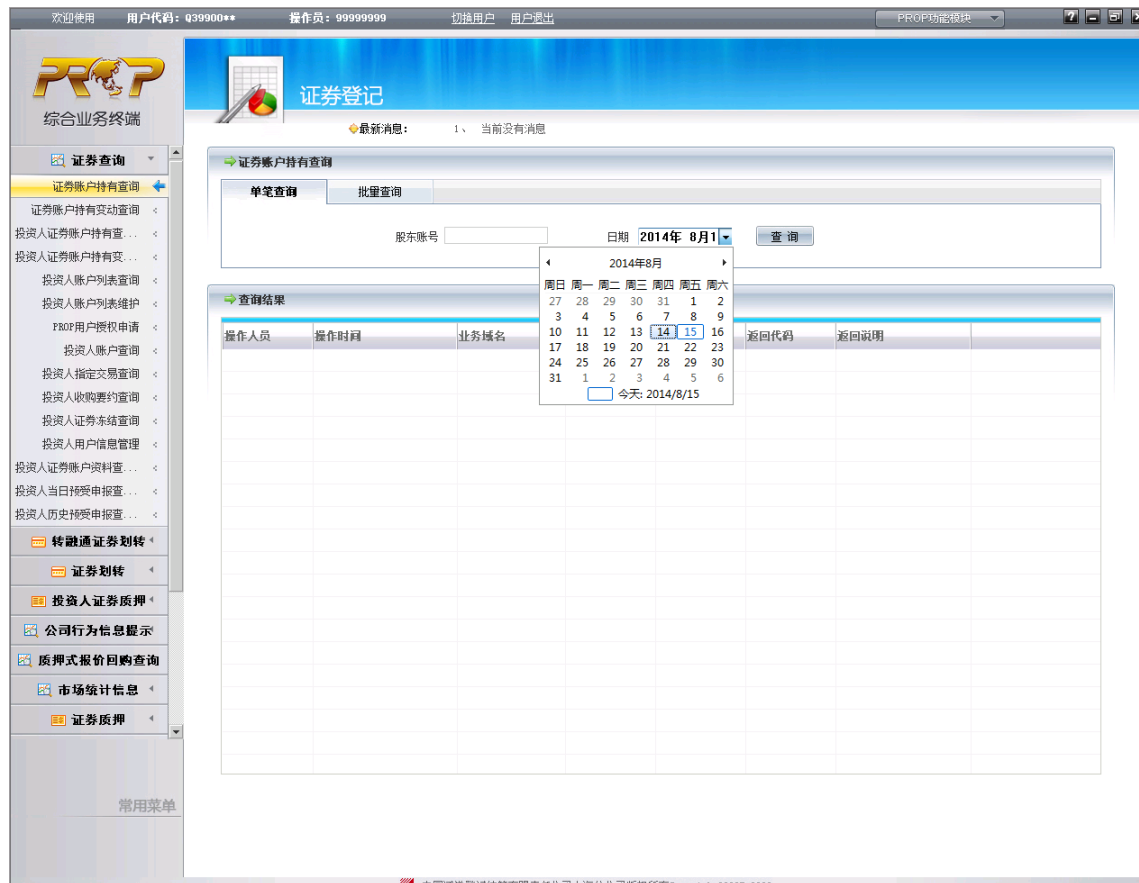 欢迎使用 用户代码: Q39900** 操作员: 99999999 切换用户 用户退出 PROP功能模块
PROP
综合业务终端
证券登记
最新消息: 1、 当前没有消息
证券查询
证券账户持有查询
证券账户持有变动查询
投资人证券账户持有查...
投资人证券账户持有变...
投资人账户列表查询
投资人账户列表维护
PROP用户授权申请
投资人账户查询
投资人指定交易查询
投资人收购要约查询
投资人证券冻结查询
投资人用户信息管理
投资人证券账户资料查...
投资人当日预受申报查...
投资人历史预受申报查...
转融通证券划转
证券划转
投资人证券质押
公司行为信息提示
质押式报价回购查询
市场统计信息
证券质押
常用菜单
证券账户持有查询
单笔查询 批量查询
股东账号 日期 2014年 8月1 查 询
2014年8月
周日 周一 周二 周三 周四 周五 周六
27 28 29 30 31 1 2
3 4 5 6 7 8 9
10 11 12 13 14 15 16
17 18 19 20 21 22 23
24 25 26 27 28 29 30
31 1 2 3 4 5 6
今天: 2014/8/15
查询结果
操作人员 操作时间 业务域名 返回代码 返回说明